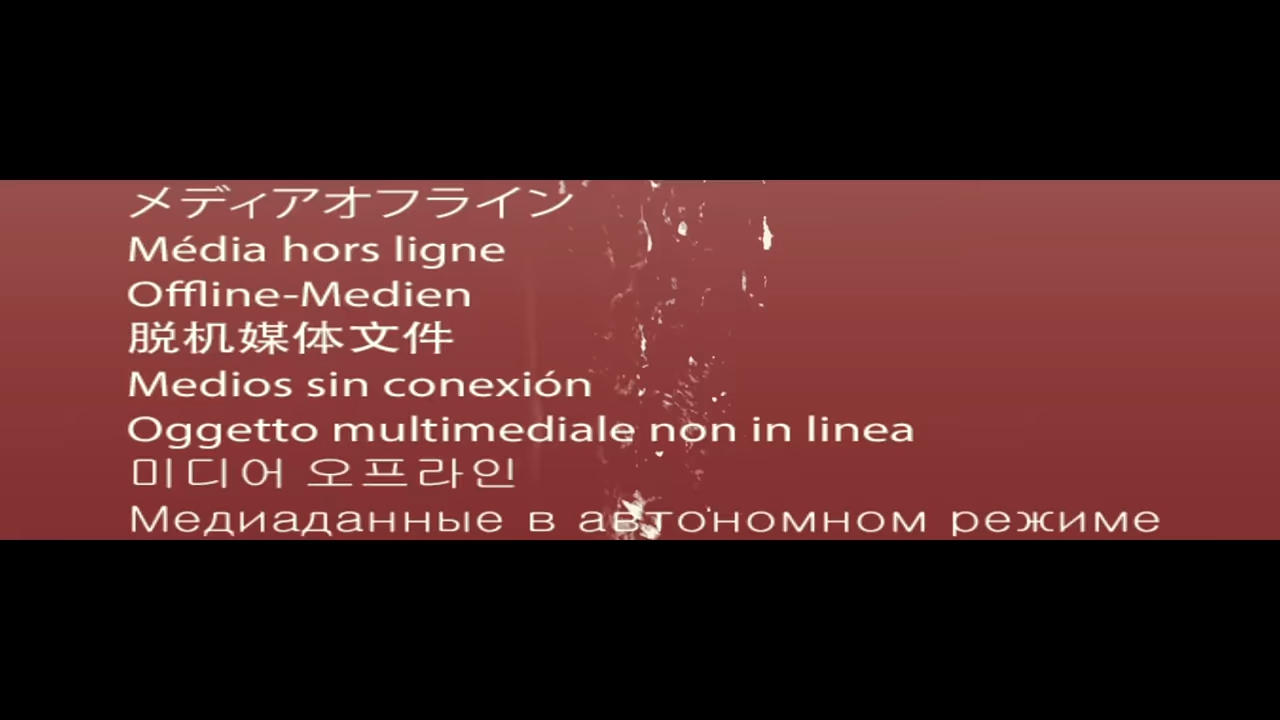 メディアオフライン
Média hors ligne
Offline-Medien
脱机媒体文件
Medios sin conexión
Oggetto multimediale non in linea
미디어 오프라인
Медиаданные в автономном режиме